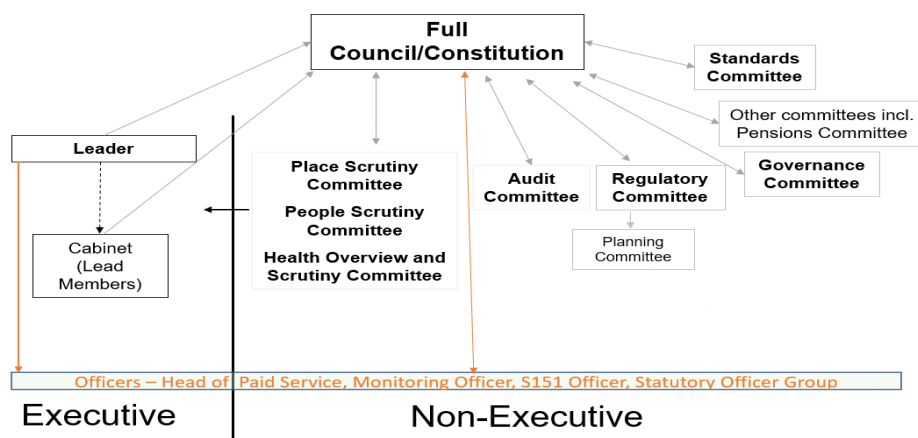 Full
Council/Constitution
Standards
Committee
Other committees incl.
Pensions Committee
Governance
Committee
Leader
Place Scrutiny
Committee
People Scrutiny
Committee
Health Overview and
Scrutiny Committee
Audit
Committee
Regulatory
Committee
Planning
Committee
Cabinet
(Lead
Members)
Officers – Head of Paid Service, Monitoring Officer, S151 Officer, Statutory Officer Group
Executive
Non-Executive